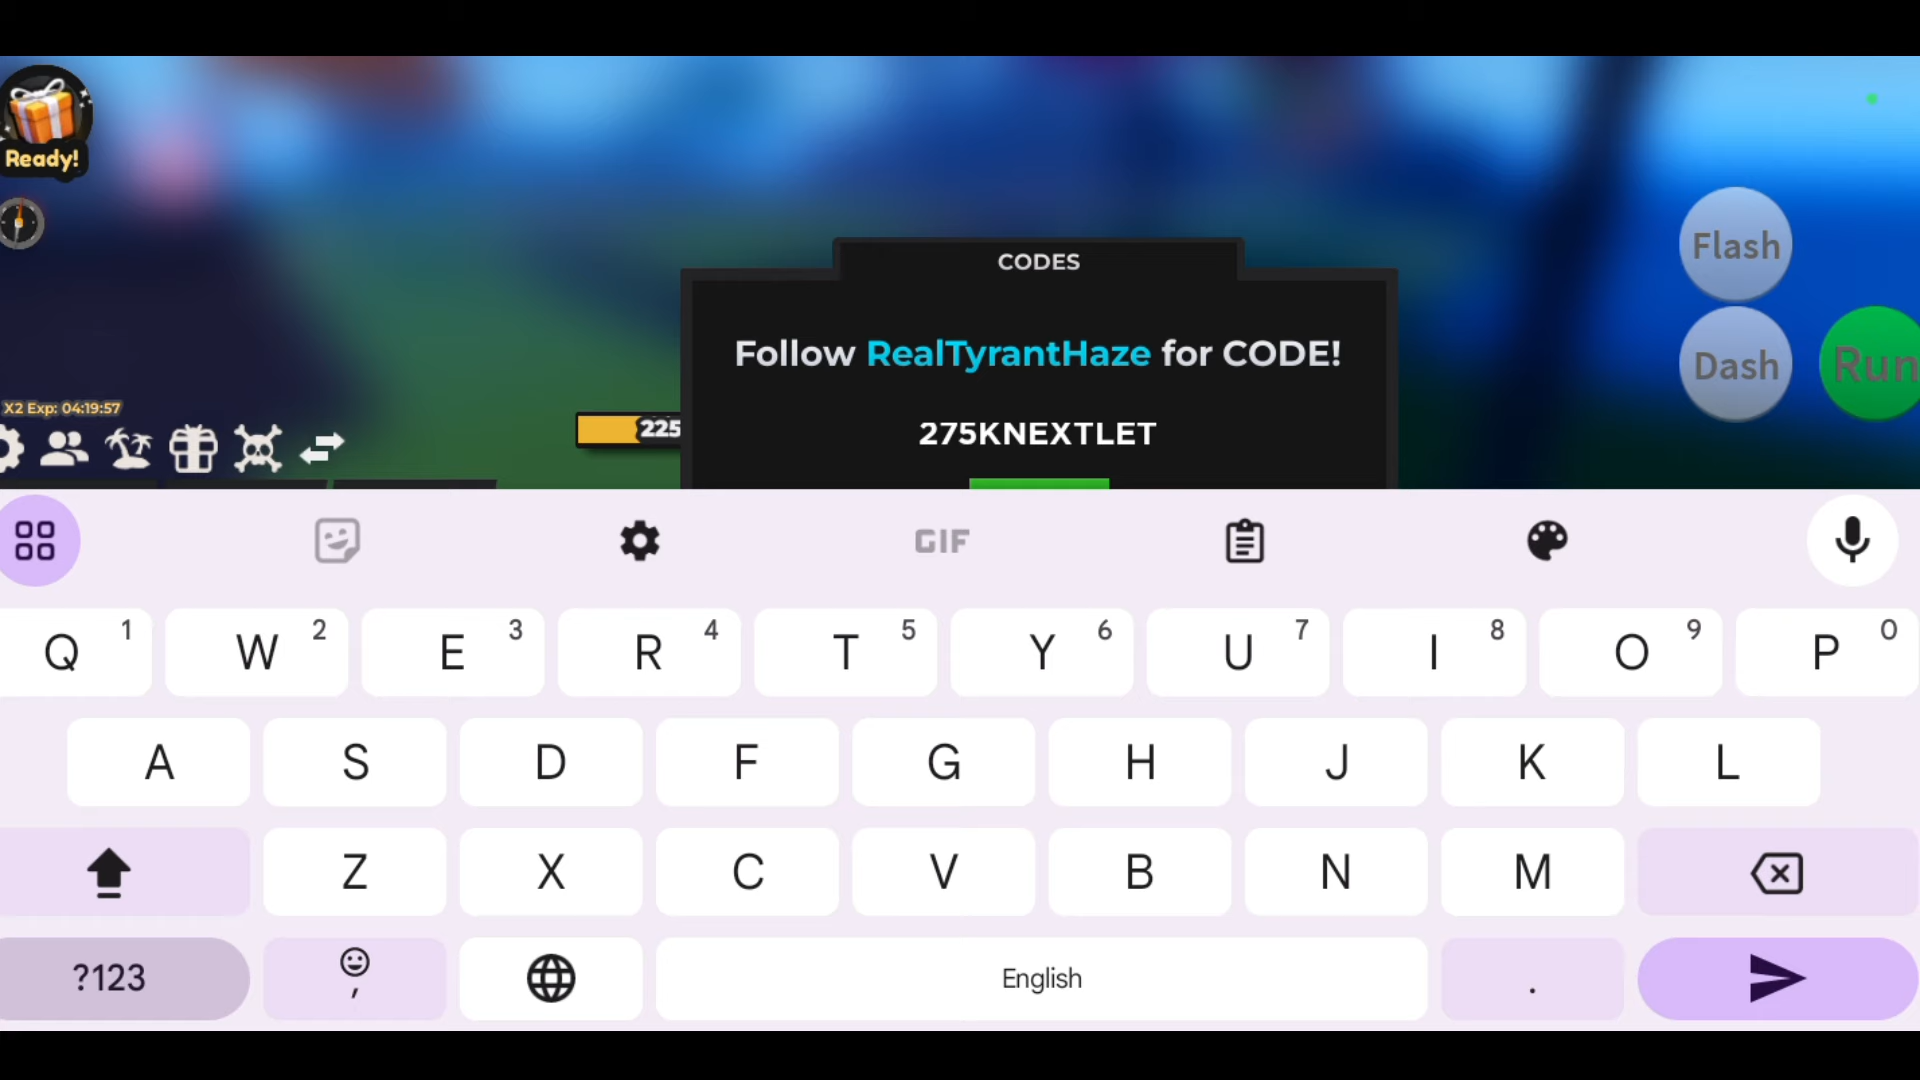 Ready!
CODES
Flash
Follow RealTyrantHaze for CODE!
Dash
Run
X2 Exp: 04:19:57
225
275KNEXTLET
GIF
Q 1 W 2 E 3 R 4 T 5 Y 6 U 7 I 8 O 9 P 0
A S D F G H J K L
Z X C V B N M
?123 , English .